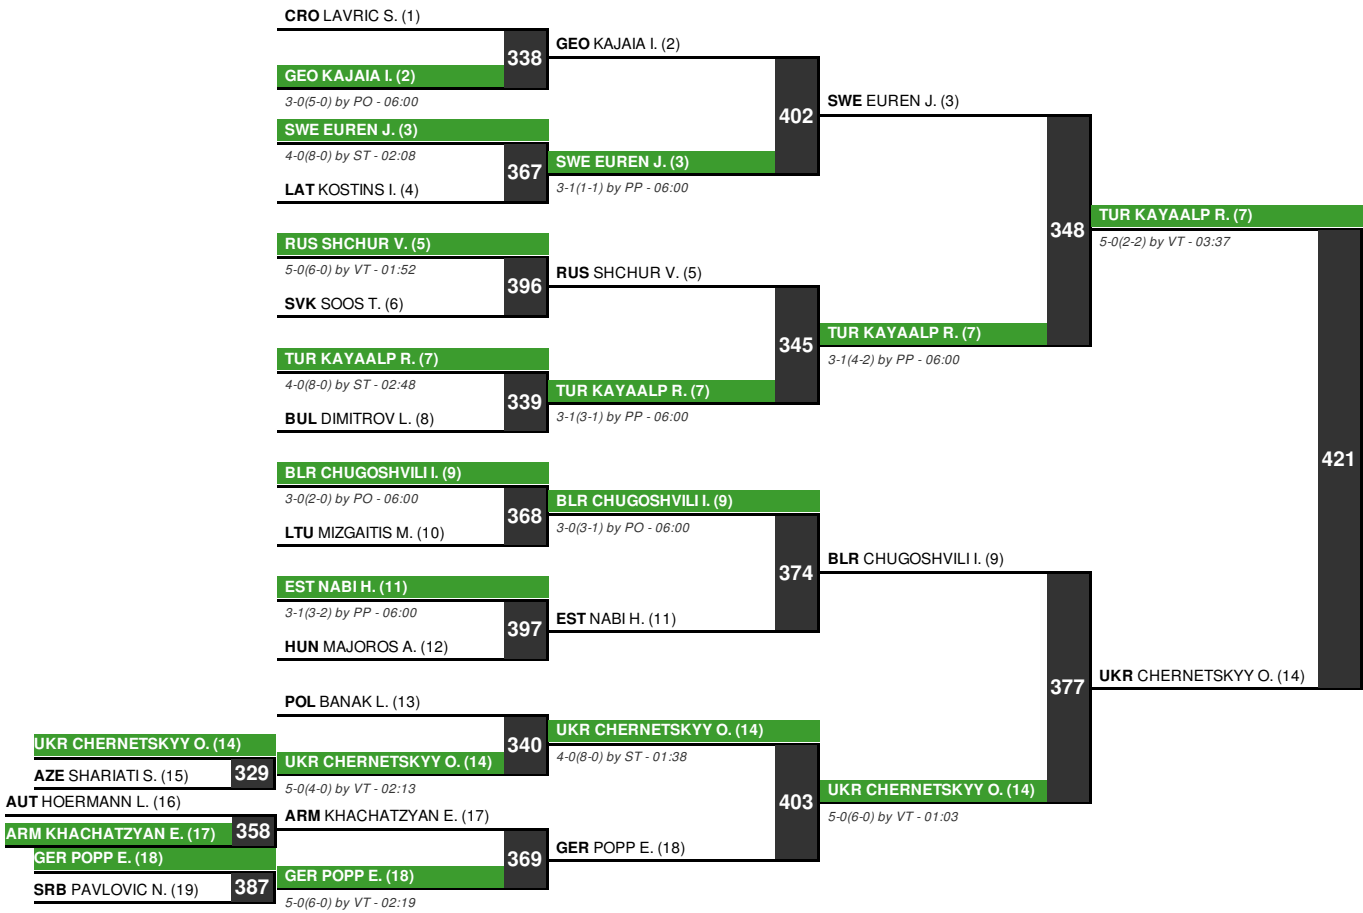 CRO LAVRIC S. (1)
338
GEO KAJAIA I. (2)
3-0(5-0) by PO - 06:00
SWE EUREN J. (3)
4-0(8-0) by ST - 02:08
367
LAT KOSTINS I. (4)
RUS SHCHUR V. (5)
5-0(6-0) by VT - 01:52
396
SVK SOOS T. (6)
TUR KAYAALP R. (7)
4-0(8-0) by ST - 02:48
339
BUL DIMITROV L. (8)
BLR CHUGOSHVILI I. (9)
3-0(2-0) by PO - 06:00
368
LTU MIZGAITIS M. (10)
EST NABI H. (11)
3-1(3-2) by PP - 06:00
397
HUN MAJOROS A. (12)
POL BANAK L. (13)
340
UKR CHERNETSKYY O. (14)
5-0(4-0) by VT - 02:13
ARM KHACHATZYAN E. (17)
369
GER POPP E. (18)
5-0(6-0) by VT - 02:19
UKR CHERNETSKYY O. (14)
AZE SHARIATI S. (15)
329
AUT HOERMANN L. (16)
ARM KHACHATZYAN E. (17)
358
GER POPP E. (18)
SRB PAVLOVIC N. (19)
387
GEO KAJAIA I. (2)
402
SWE EUREN J. (3)
3-1(1-1) by PP - 06:00
RUS SHCHUR V. (5)
345
TUR KAYAALP R. (7)
3-1(3-1) by PP - 06:00
BLR CHUGOSHVILI I. (9)
3-0(3-1) by PO - 06:00
374
EST NABI H. (11)
UKR CHERNETSKYY O. (14)
4-0(8-0) by ST - 01:38
403
GER POPP E. (18)
SWE EUREN J. (3)
348
TUR KAYAALP R. (7)
3-1(4-2) by PP - 06:00
BLR CHUGOSHVILI I. (9)
377
UKR CHERNETSKYY O. (14)
5-0(6-0) by VT - 01:03
TUR KAYAALP R. (7)
5-0(2-2) by VT - 03:37
421
UKR CHERNETSKYY O. (14)